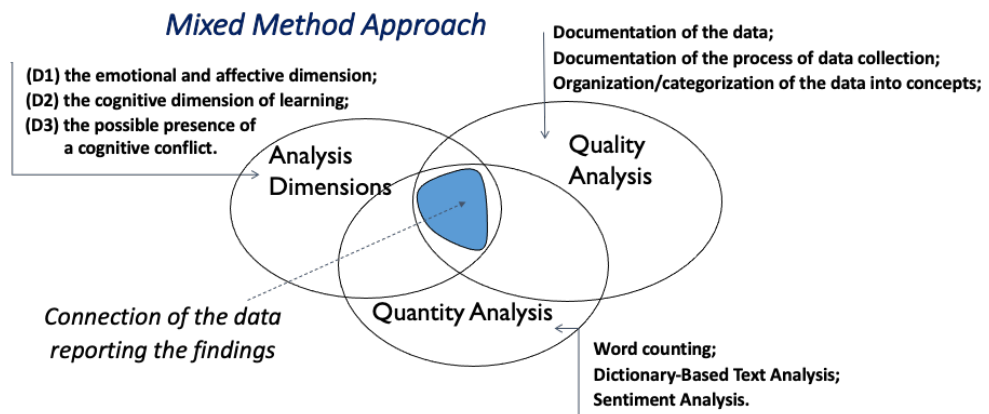 Mixed Method Approach
(D1) the emotional and affective dimension;
(D2) the cognitive dimension of learning;
(D3) the possible presence of
a cognitive conflict.
Documentation of the data;
Documentation of the process of data collection;
Organization/categorization of the data into concepts;
Analysis
Dimensions
Quality
Analysis
Quantity Analysis
Connection of the data
reporting the findings
Word counting;
Dictionary-Based Text Analysis;
Sentiment Analysis.